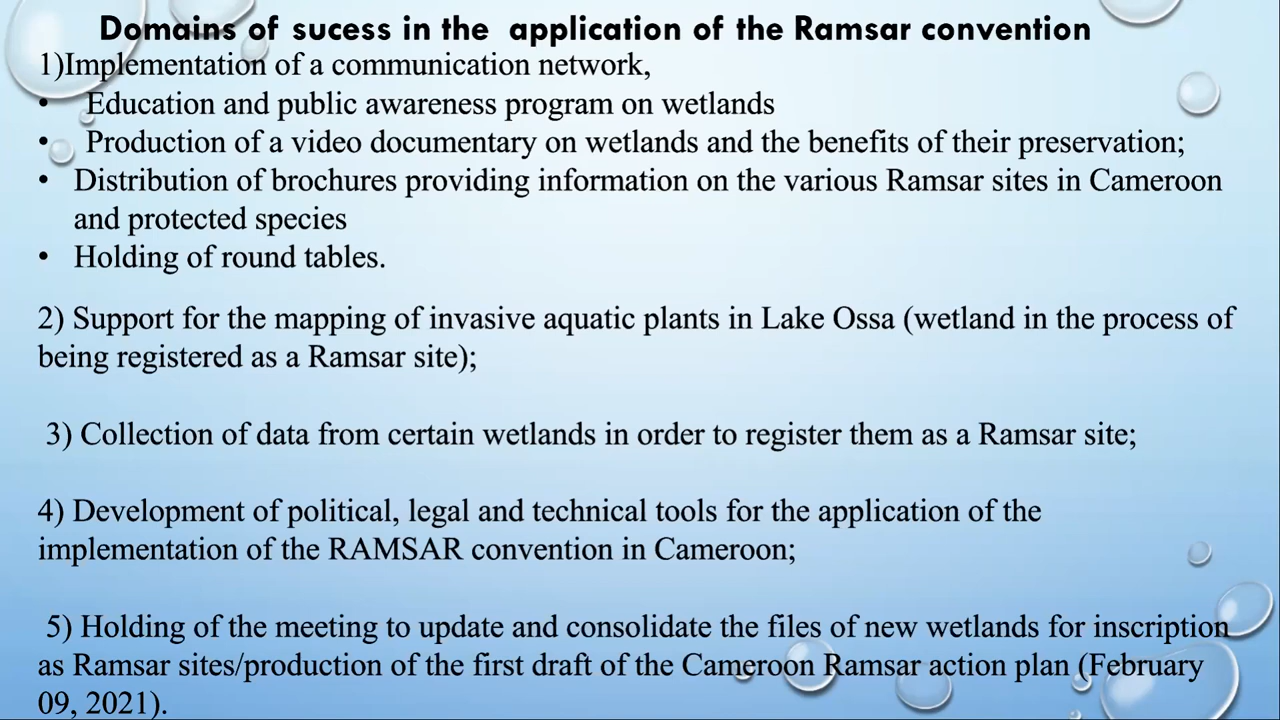 Domains of sucess in the application of the Ramsar convention
1)Implementation of a communication network,
• Education and public awareness program on wetlands
• Production of a video documentary on wetlands and the benefits of their preservation;
• Distribution of brochures providing information on the various Ramsar sites in Cameroon
and protected species
• Holding of round tables.
2) Support for the mapping of invasive aquatic plants in Lake Ossa (wetland in the process of
being registered as a Ramsar site);
3) Collection of data from certain wetlands in order to register them as a Ramsar site;
4) Development of political, legal and technical tools for the application of the
implementation of the RAMSAR convention in Cameroon;
5) Holding of the meeting to update and consolidate the files of new wetlands for inscription
as Ramsar sites/production of the first draft of the Cameroon Ramsar action plan (February
09, 2021).